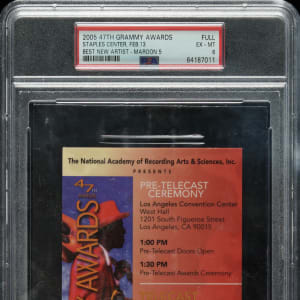 2005 47TH GRAMMY AWARDS FULL
STAPLES CENTER, FEB 13 EX - MT
BEST NEW ARTIST - MAROON 5 6
PSA 64187011
The National Academy of Recording Arts & Sciences, Inc.
PRESENTS
47th
AWARDS
PRE-TELECAST
CEREMONY
Los Angeles Convention Center
West Hall
1201 South Figueroa Street
Los Angeles, CA 90015
1:00 PM
Pre-Telecast Doors Open
1:30 PM
Pre-Telecast Awards Ceremony